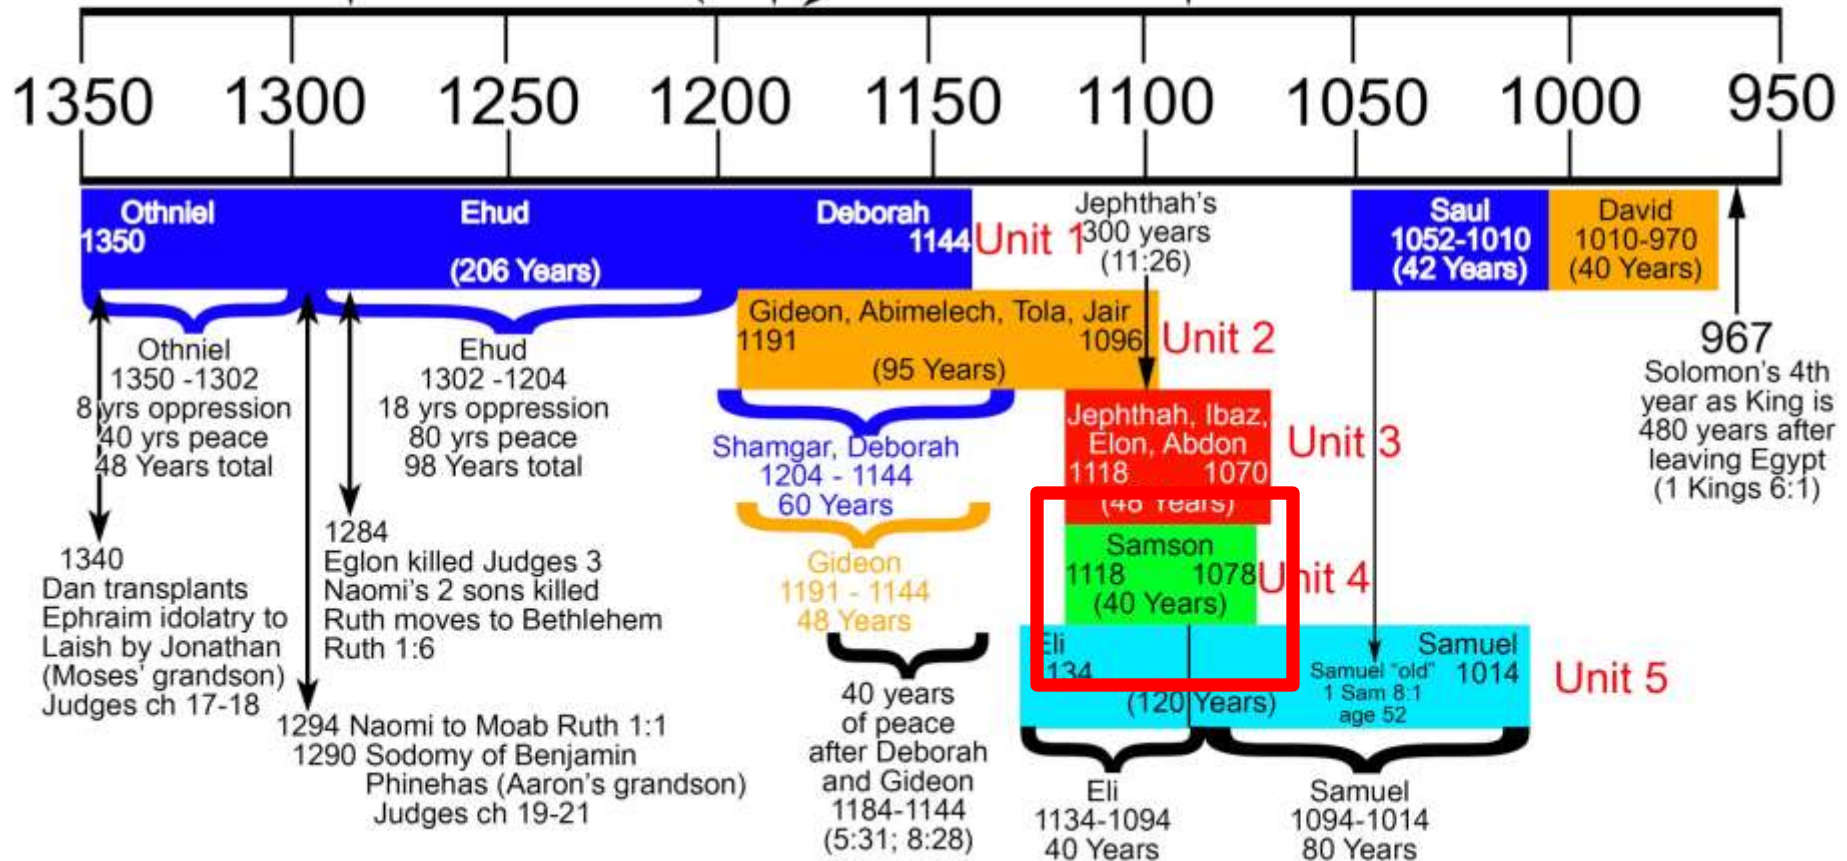 1350 1300 1250 1200 1150 1100 1050 1000 950
Othniel Ehud Deborah
1350 1144
(206 Years)
Unit 1
Jephthah's
300 years
(11:26)
Saul
1052-1010
(42 Years)
David
1010-970
(40 Years)
Gideon, Abimelech, Tola, Jair
1191 1096
(95 Years)
Unit 2
Othniel
1350 -1302
8 yrs oppression
40 yrs peace
48 Years total
Ehud
1302 -1204
18 yrs oppression
80 yrs peace
98 Years total
967
Solomon's 4th
year as King is
480 years after
leaving Egypt
(1 Kings 6:1)
Shamgar, Deborah
1204 - 1144
60 Years
Jephthah, Ibaz,
Elon, Abdon
1118 1070
(48 Years)
Unit 3
1340
Dan transplants
Ephraim idolatry to
Laish by Jonathan
(Moses' grandson)
Judges ch 17-18
1284
Eglon killed Judges 3
Naomi's 2 sons killed
Ruth moves to Bethlehem
Ruth 1:6
Gideon
1191 - 1144
48 Years
Samson
1118 1078
(40 Years)
Unit 4
Eli Samuel
134 1014
(120 Years)
Samuel "old"
1 Sam 8:1
age 52
Unit 5
1294 Naomi to Moab Ruth 1:1
1290 Sodomy of Benjamin
Phinehas (Aaron's grandson)
Judges ch 19-21
40 years
of peace
after Deborah
and Gideon
1184-1144
(5:31; 8:28)
Eli
1134-1094
40 Years
Samuel
1094-1014
80 Years